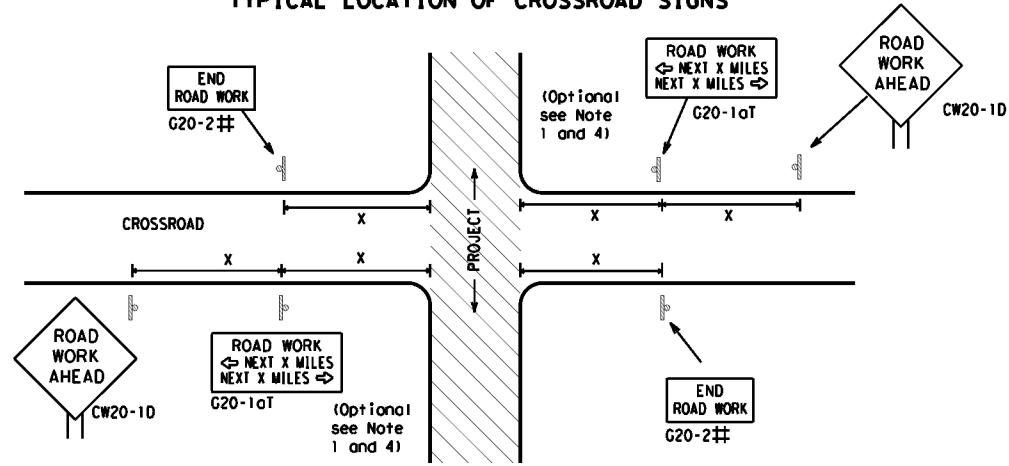 TYPICAL LOCATION OF CROSSROAD SIGNS
END
ROAD WORK
G20-2#
(Optional
see Note
1 and 4)
ROAD WORK
⇦ NEXT X MILES
NEXT X MILES ⇨
G20-1aT
ROAD
WORK
AHEAD
CW20-1D
CROSSROAD
X
X
X
PROJECT
X
X
X
ROAD
WORK
AHEAD
CW20-1D
ROAD WORK
⇦ NEXT X MILES
NEXT X MILES ⇨
G20-1aT
(Optional
see Note
1 and 4)
END
ROAD WORK
G20-2#